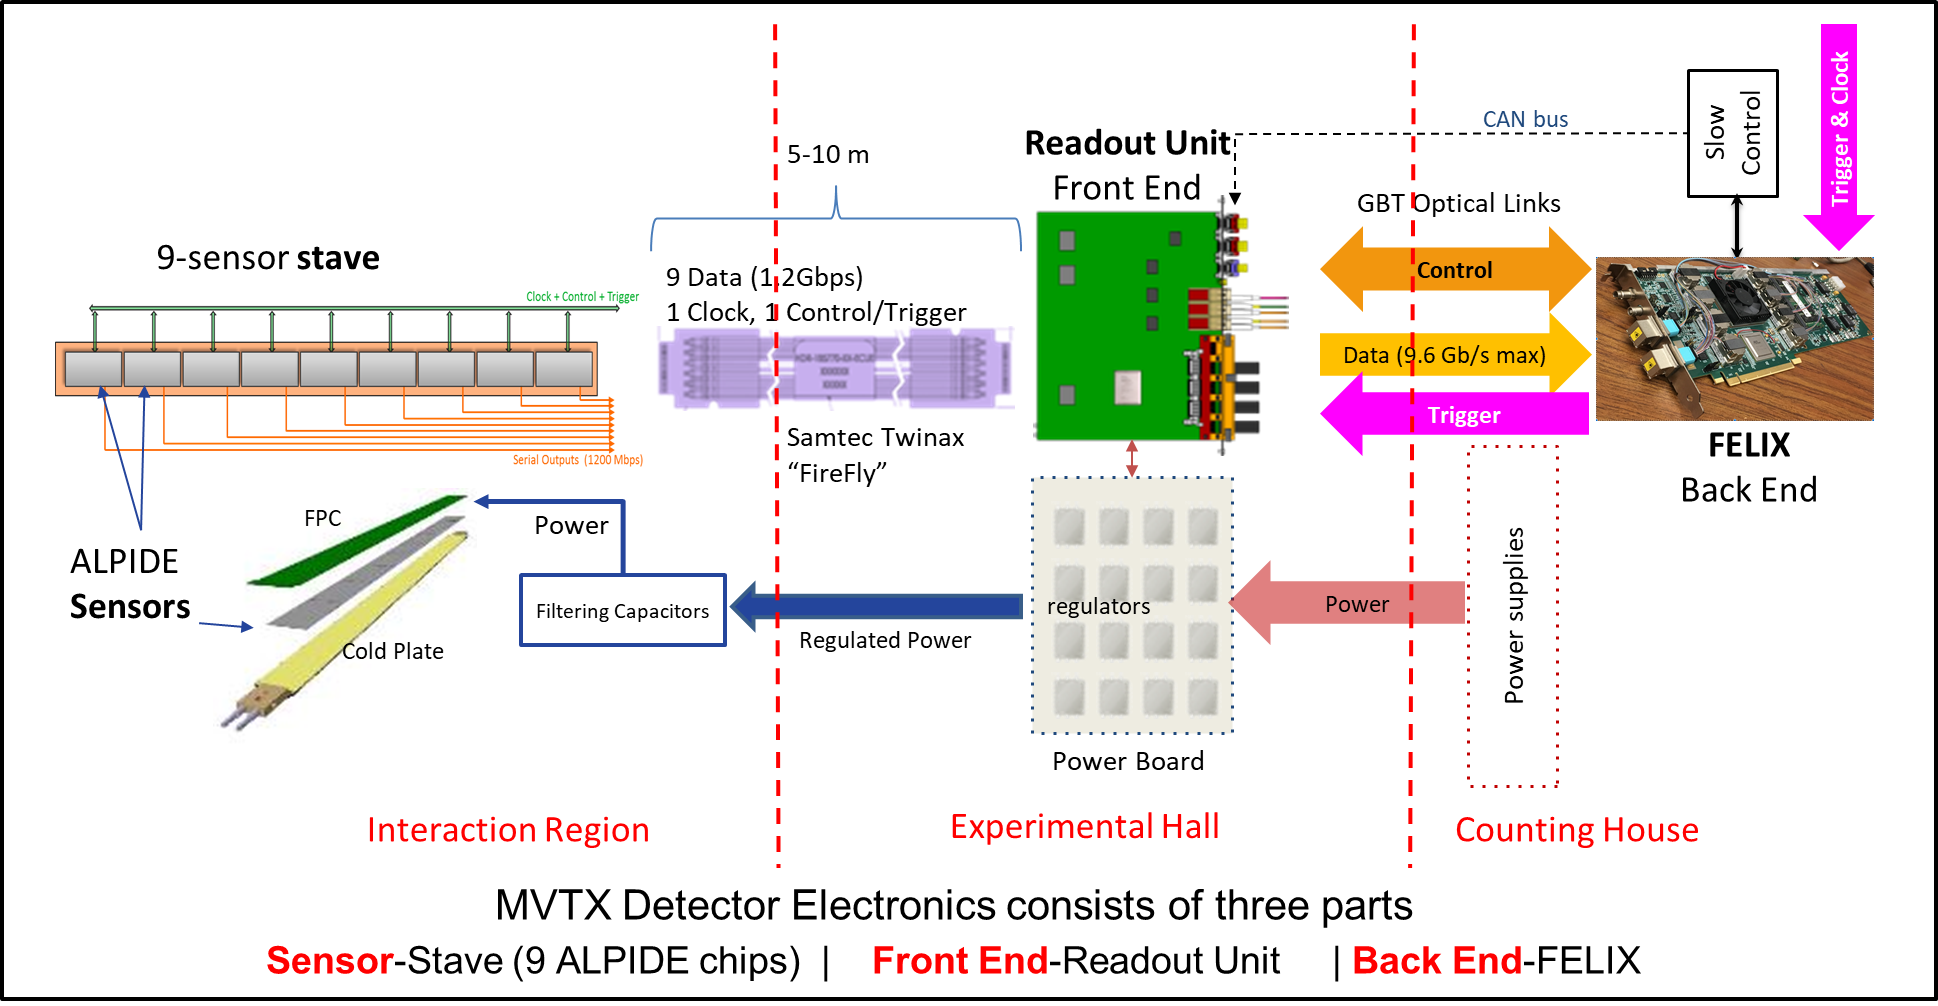 Trigger & Clock
Slow
Control
CAN bus
Readout Unit
Front End
5-10 m
GBT Optical Links
9-sensor stave
Control
9 Data (1.2Gbps)
1 Clock, 1 Control/Trigger
Clock + Control + Trigger
Data (9.6 Gb/s max)
Trigger
Samtec Twinax
“FireFly”
FELIX
Back End
Serial Outputs (1200 Mbps)
FPC
Power
ALPIDE
Sensors
Filtering Capacitors
Cold Plate
Regulated Power
regulators
Power
Power supplies
Power Board
Interaction Region
Experimental Hall
Counting House
MVTX Detector Electronics consists of three parts
Sensor-Stave (9 ALPIDE chips) | Front End-Readout Unit | Back End-FELIX